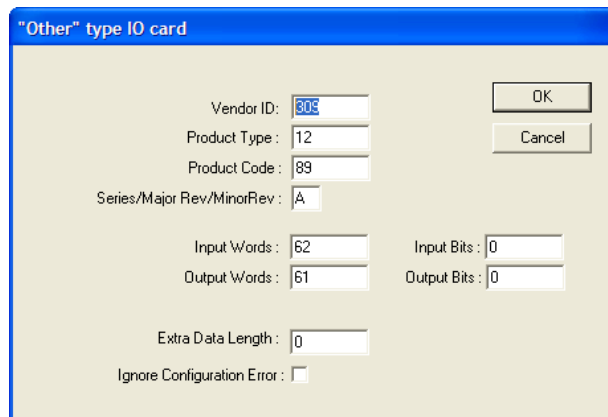 "Other" type IO card
Vendor ID: 309
OK
Product Type : 12
Cancel
Product Code : 89
Series/Major Rev/MinorRev : A
Input Words : 62 Input Bits : 0
Output Words : 61 Output Bits : 0
Extra Data Length : 0
Ignore Configuration Error :